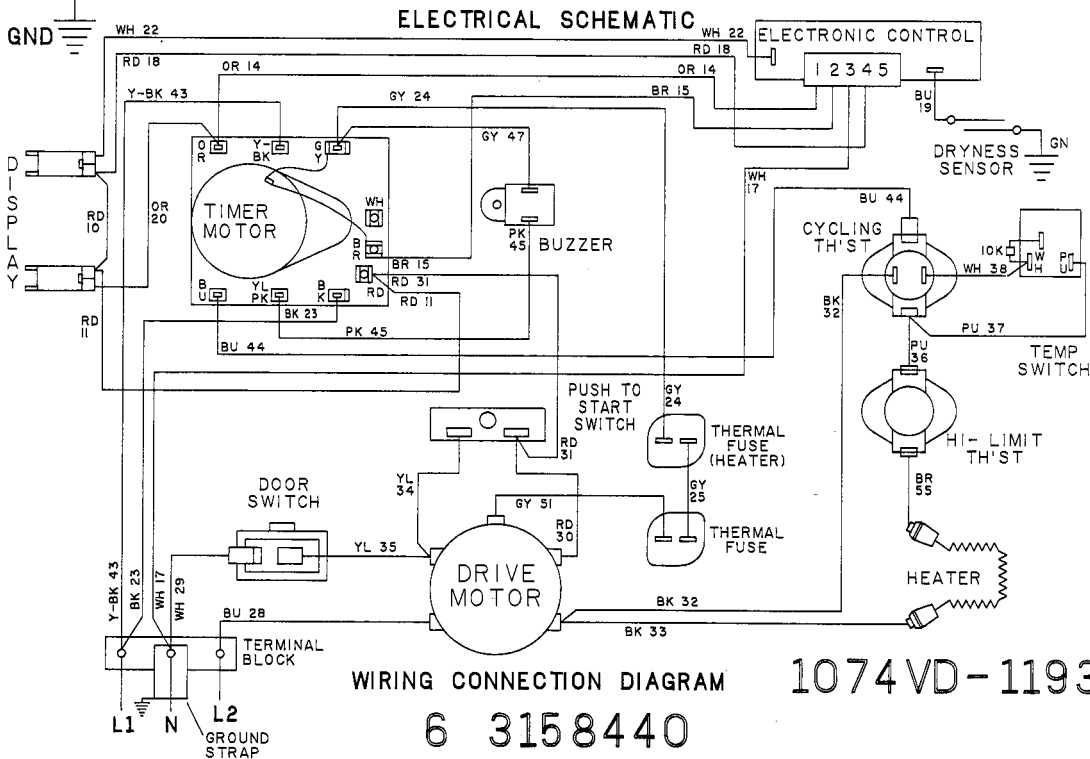 ELECTRICAL SCHEMATIC
GND
WH 22
RD 18
OR 14
Y-BK 43
GY 24
GY 47
WH 22
RD 18
OR 14
BR 15
ELECTRONIC CONTROL
1 2 3 4 5
BU
19
GN
DRYNESS
SENSOR
DISPLAY
RD
10
OR
20
RD
11
O
R
Y-
BK
G
Y
TIMER
MOTOR
WH
B
R
RD
B
U
YL
PK
B
K
BR 15
RD 31
RD 11
BK 23
PK 45
BU 44
PK
45
BUZZER
WH
17
BU 44
CYCLING
TH'ST
10K
W
H
P
U
WH 38
BK
32
PU 37
PU
36
TEMP
SWITCH
PUSH TO
START
SWITCH
GY
24
THERMAL
FUSE
(HEATER)
GY
25
THERMAL
FUSE
HI-LIMIT
TH'ST
BR
55
HEATER
RD
31
YL
34
GY 51
RD
30
DOOR
SWITCH
YL 35
DRIVE
MOTOR
BK 32
BK 33
Y-BK 43
BK 23
WH 17
WH 29
BU 28
TERMINAL
BLOCK
L1
N
L2
GROUND
STRAP
WIRING CONNECTION DIAGRAM
6 3158440
1074VD-1193